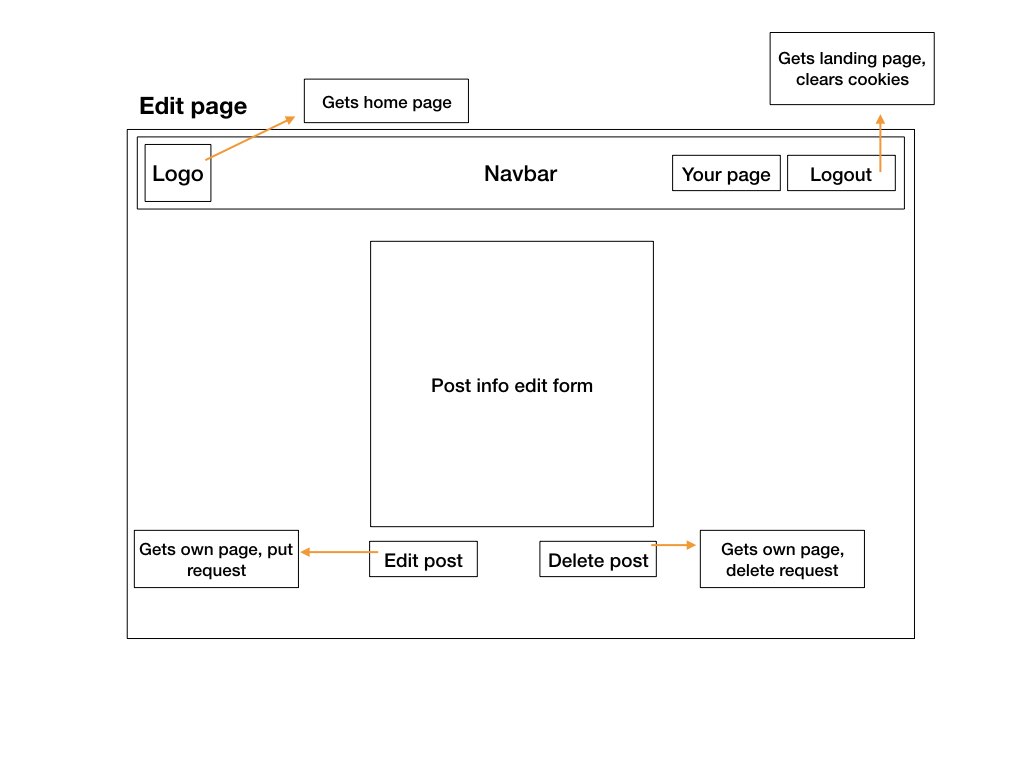 Gets landing page,
clears cookies
Gets home page
Edit page
Logo
Navbar
Your page
Logout
Post info edit form
Gets own page, put
request
Edit post
Delete post
Gets own page,
delete request